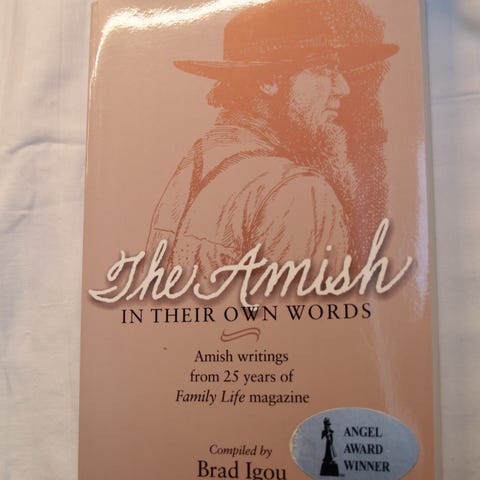 The Amish
IN THEIR OWN WORDS
Amish writings
from 25 years of
Family Life magazine
Compiled by
Brad Igou
ANGEL
AWARD
WINNER